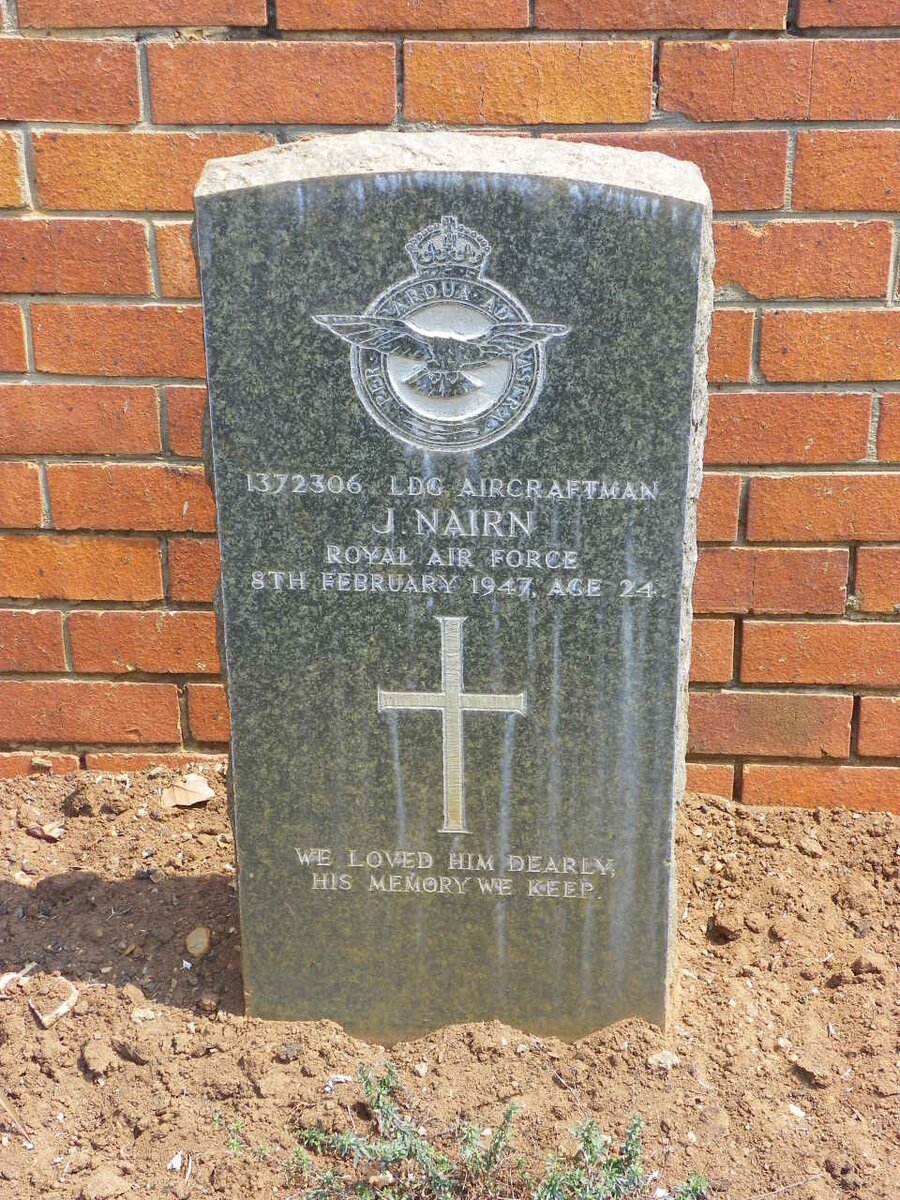 PER ARDUA AD ASTRA
1372306 LDG AIRCRAFTMAN
J NAIRN
ROYAL AIR FORCE
8TH FEBRUARY 1947, AGE 24.
WE LOVED HIM DEARLY,
HIS MEMORY WE KEEP.